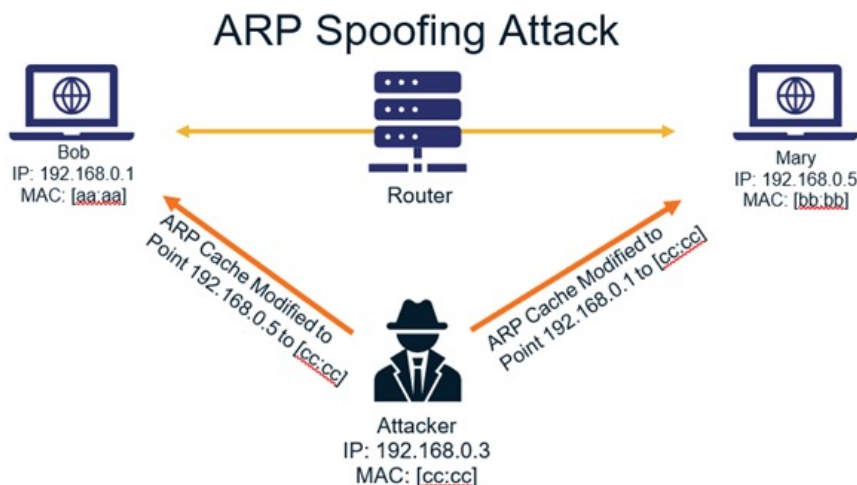 ARP Spoofing Attack
Bob
IP: 192.168.0.1
MAC: [aa:aa]
Router
Mary
IP: 192.168.0.5
MAC: [bb:bb]
ARP Cache Modified to
Point 192.168.0.5 to [cc:cc]
ARP Cache Modified to
Point 192.168.0.1 to [cc:cc]
Attacker
IP: 192.168.0.3
MAC: [cc:cc]